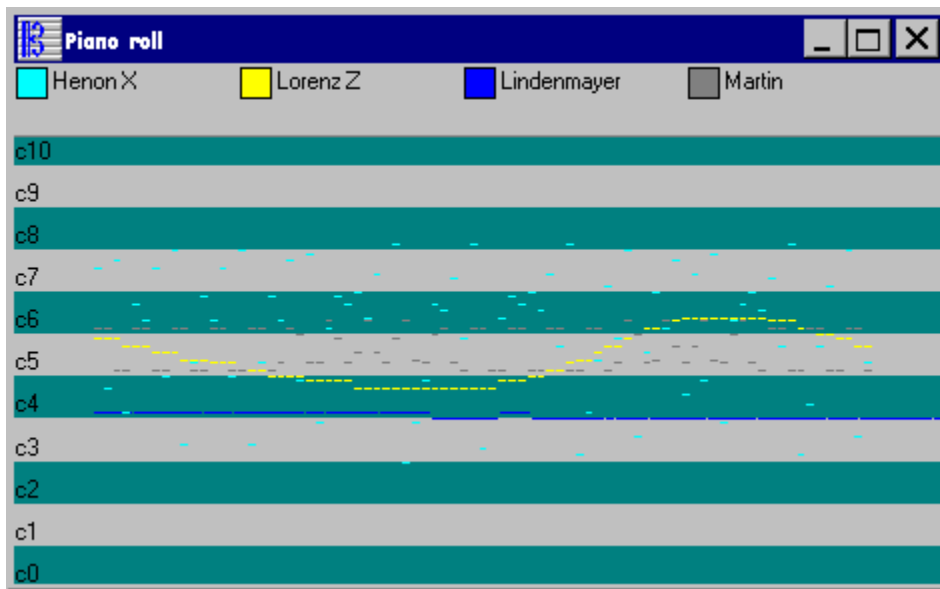 Piano roll
Henon X Lorenz Z Lindenmayer Martin
c10
c9
c8
c7
c6
c5
c4
c3
c2
c1
c0